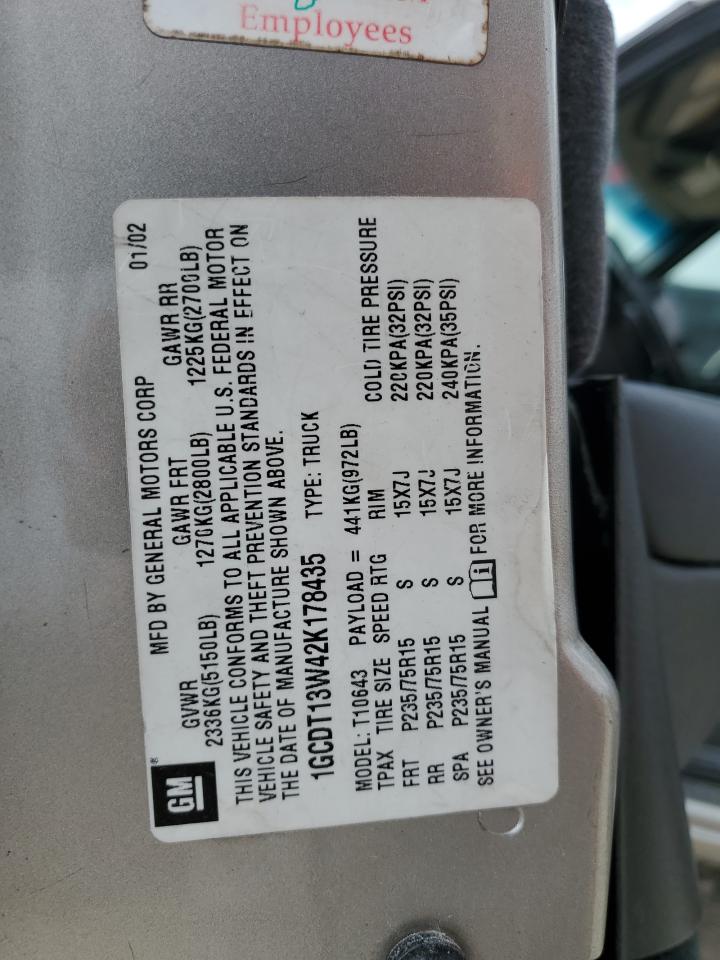 Employees
GM®
MFD BY GENERAL MOTORS CORP 01/02
GVWR GAWR FRT GAWR RR
2336KG(5150LB) 1270KG(2800LB) 1225KG(2700LB)
THIS VEHICLE CONFORMS TO ALL APPLICABLE U.S. FEDERAL MOTOR
VEHICLE SAFETY AND THEFT PREVENTION STANDARDS IN EFFECT ON
THE DATE OF MANUFACTURE SHOWN ABOVE.
1GCDT13W42K178435 TYPE: TRUCK
MODEL: T10643 PAYLOAD = 441KG(972LB)
TPAX TIRE SIZE SPEED RTG RIM COLD TIRE PRESSURE
FRT P235/75R15 S 15X7J 220KPA(32PSI)
RR P235/75R15 S 15X7J 220KPA(32PSI)
SPA P235/75R15 S 15X7J 240KPA(35PSI)
SEE OWNER'S MANUAL FOR MORE INFORMATION.